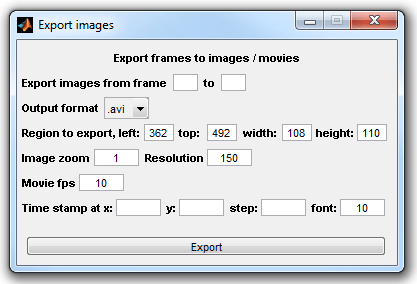 Export images
Export frames to images / movies
Export images from frame to
Output format .avi
Region to export, left: 362 top: 492 width: 108 height: 110
Image zoom 1 Resolution 150
Movie fps 10
Time stamp at x: y: step: font: 10
Export